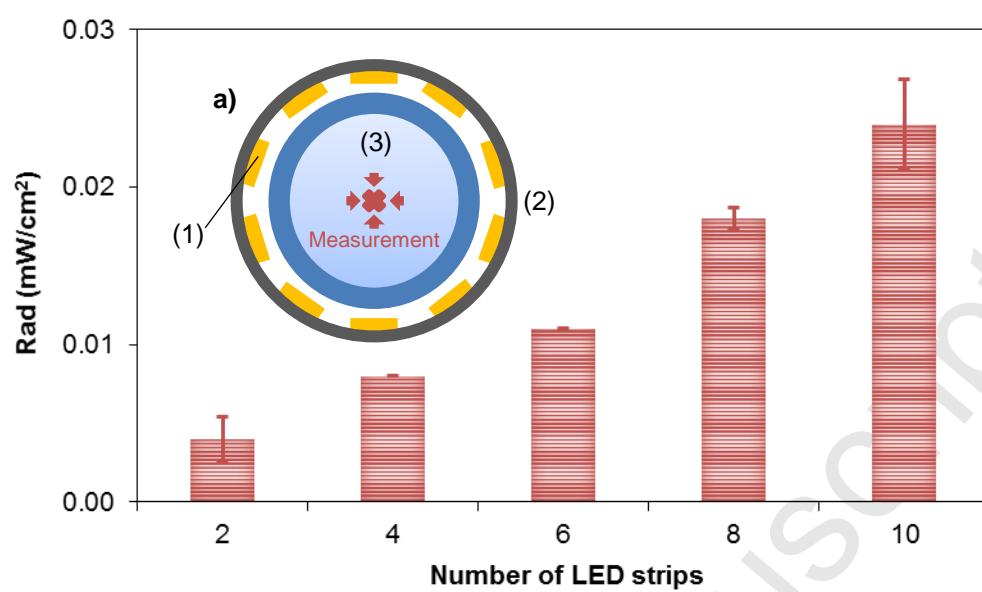 0.03
0.02
0.01
0.00
Rad (mW/cm²)
a)
(1)
(2)
(3)
Measurement
2 4 6 8 10
Number of LED strips